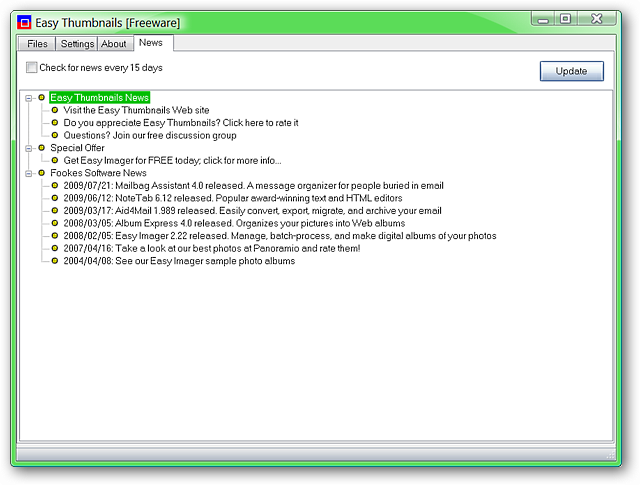 Easy Thumbnails [Freeware]
Files Settings About News
Check for news every 15 days
Update
Easy Thumbnails News
Visit the Easy Thumbnails Web site
Do you appreciate Easy Thumbnails? Click here to rate it
Questions? Join our free discussion group
Special Offer
Get Easy Imager for FREE today; click for more info...
Fookes Software News
2009/07/21: Mailbag Assistant 4.0 released. A message organizer for people buried in email
2009/06/12: NoteTab 6.12 released. Popular award-winning text and HTML editors
2009/03/17: Aid4Mail 1.989 released. Easily convert, export, migrate, and archive your email
2008/03/05: Album Express 4.0 released. Organizes your pictures into Web albums
2008/02/05: Easy Imager 2.22 released. Manage, batch-process, and make digital albums of your photos
2007/04/16: Take a look at our best photos at Panoramio and rate them!
2004/04/08: See our Easy Imager sample photo albums